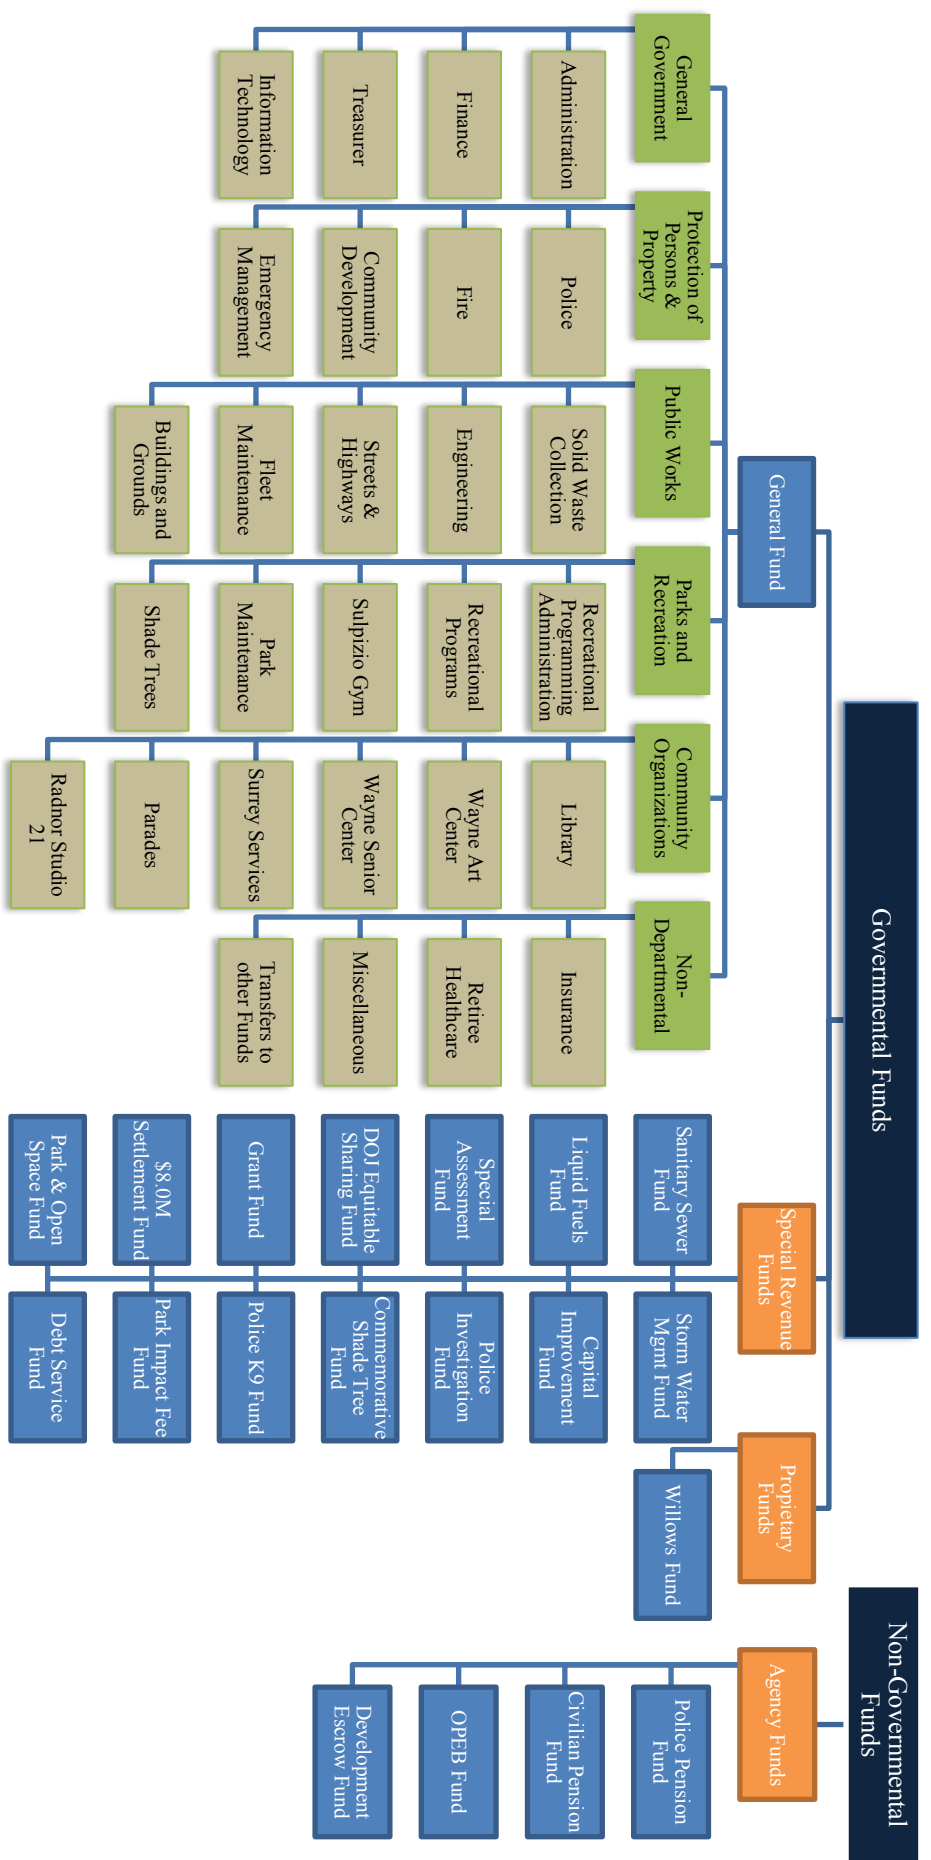 Governmental Funds
Non-Governmental
Funds
General Fund
Special Revenue
Funds
Propietary
Funds
Agency Funds
General
Government
Administration
Finance
Treasurer
Information
Technology
Protection of
Persons &
Property
Police
Fire
Community
Development
Emergency
Management
Public Works
Solid Waste
Collection
Engineering
Streets &
Highways
Fleet
Maintenance
Buildings and
Grounds
Parks and
Recreation
Recreational
Programming
Administration
Recreational
Programs
Sulpizio Gym
Park
Maintenance
Shade Trees
Community
Organizations
Library
Wayne Art
Center
Wayne Senior
Center
Surrey Services
Parades
Radnor Studio
21
Non-
Departmental
Insurance
Retiree
Healthcare
Miscellaneous
Transfers to
other Funds
Sanitary Sewer
Fund
Storm Water
Mgmt Fund
Liquid Fuels
Fund
Capital
Improvement
Fund
Special
Assessment
Fund
Police
Investigation
Fund
DOJ Equitable
Sharing Fund
Commemorative
Shade Tree
Fund
Grant Fund
Police K9 Fund
$8.0M
Settlement Fund
Park Impact Fee
Fund
Park & Open
Space Fund
Debt Service
Fund
Willows Fund
Police Pension
Fund
Civilian Pension
Fund
OPEB Fund
Development
Escrow Fund